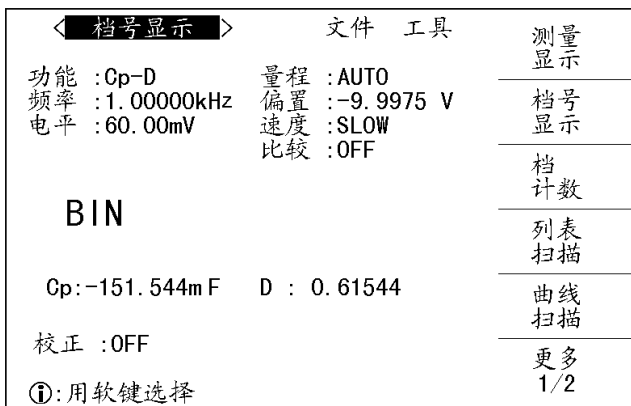 < 档号显示 > 文件 工具
功能 :Cp-D 量程 :AUTO
频率 :1.00000kHz 偏置 :-9.9975 V
电平 :60.00mV 速度 :SLOW
比较 :OFF
BIN
Cp:-151.544m F D : 0.61544
校正 :OFF
ⓘ:用软键选择
测量
显示
档号
显示
档
计数
列表
扫描
曲线
扫描
更多
1/2